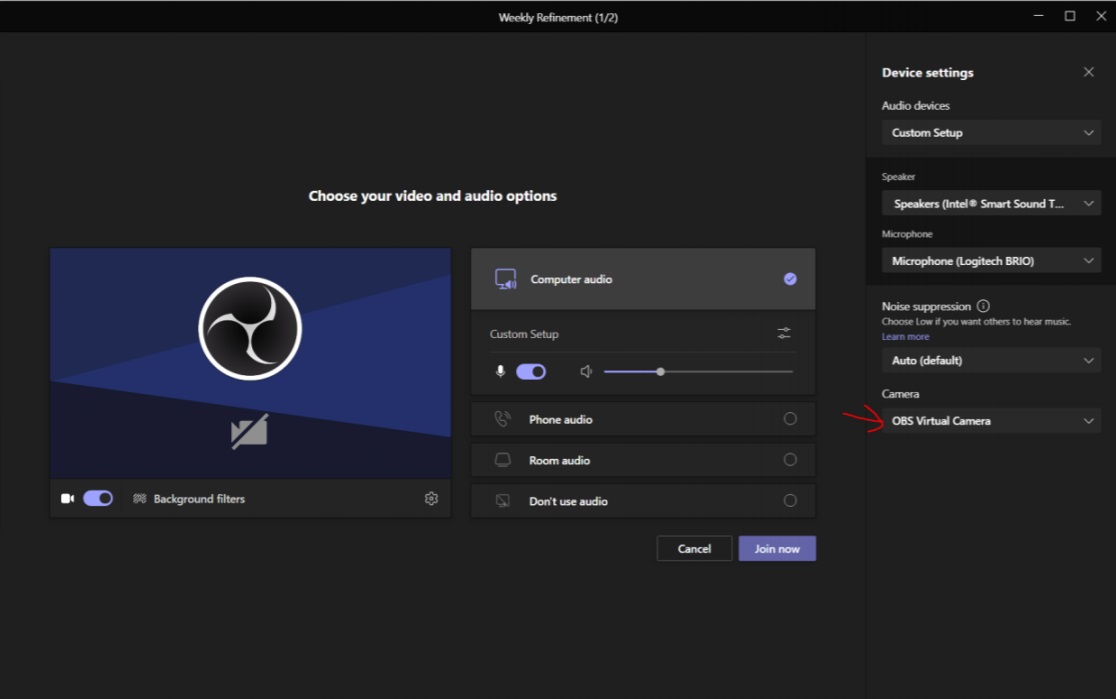 Weekly Refinement (1/2)
Choose your video and audio options
Background filters
Computer audio
Custom Setup
Phone audio
Room audio
Don't use audio
Cancel
Join now
Device settings
Audio devices
Custom Setup
Speaker
Speakers (Intel® Smart Sound T...
Microphone
Microphone (Logitech BRIO)
Noise suppression
Choose Low if you want others to hear music.
Learn more
Auto (default)
Camera
OBS Virtual Camera